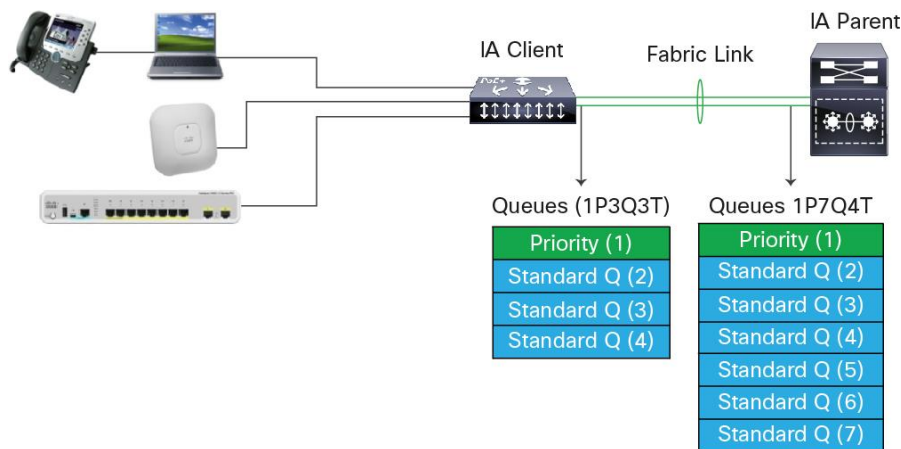 IA Parent
IA Client
Fabric Link
Queues (1P3Q3T)
Queues 1P7Q4T
Priority (1)
Standard Q (2)
Standard Q (3)
Standard Q (4)
Priority (1)
Standard Q (2)
Standard Q (3)
Standard Q (4)
Standard Q (5)
Standard Q (6)
Standard Q (7)